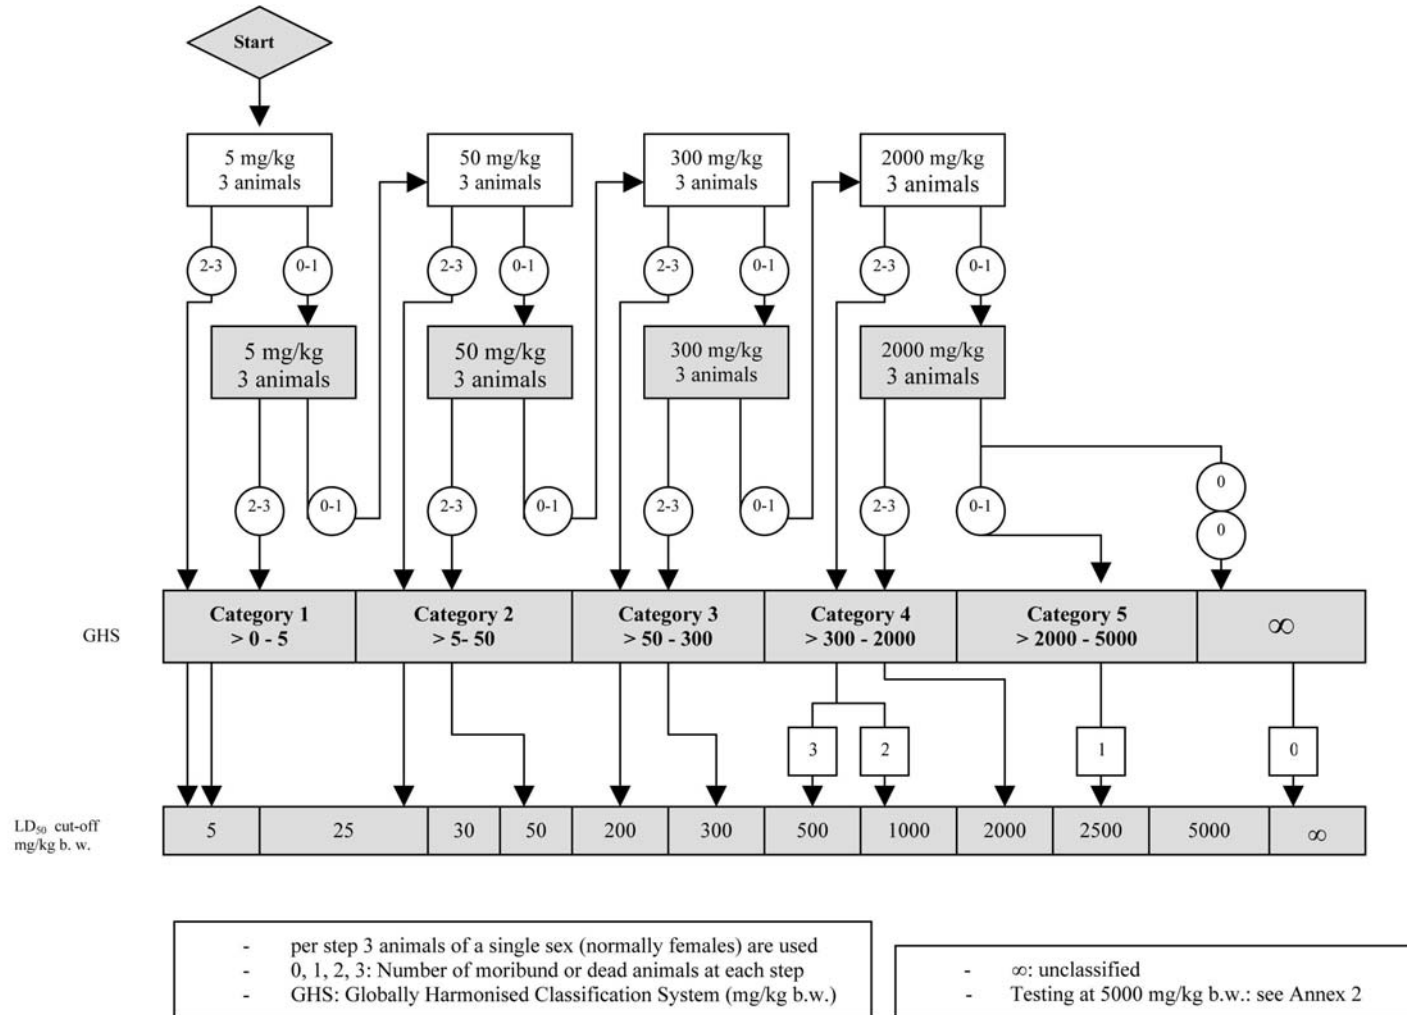 Start
5 mg/kg
3 animals
50 mg/kg
3 animals
300 mg/kg
3 animals
2000 mg/kg
3 animals
2-3
0-1
2-3
0-1
2-3
0-1
2-3
0-1
5 mg/kg
3 animals
50 mg/kg
3 animals
300 mg/kg
3 animals
2000 mg/kg
3 animals
2-3
0-1
2-3
0-1
2-3
0-1
2-3
0-1
0
0
GHS
Category 1
> 0 - 5
Category 2
> 5- 50
Category 3
> 50 - 300
Category 4
> 300 - 2000
Category 5
> 2000 - 5000
∞
3
2
1
0
LD₅₀ cut-off
mg/kg b. w.
5
25
30
50
200
300
500
1000
2000
2500
5000
∞
- per step 3 animals of a single sex (normally females) are used
- 0, 1, 2, 3: Number of moribund or dead animals at each step
- GHS: Globally Harmonised Classification System (mg/kg b.w.)
- ∞: unclassified
- Testing at 5000 mg/kg b.w.: see Annex 2